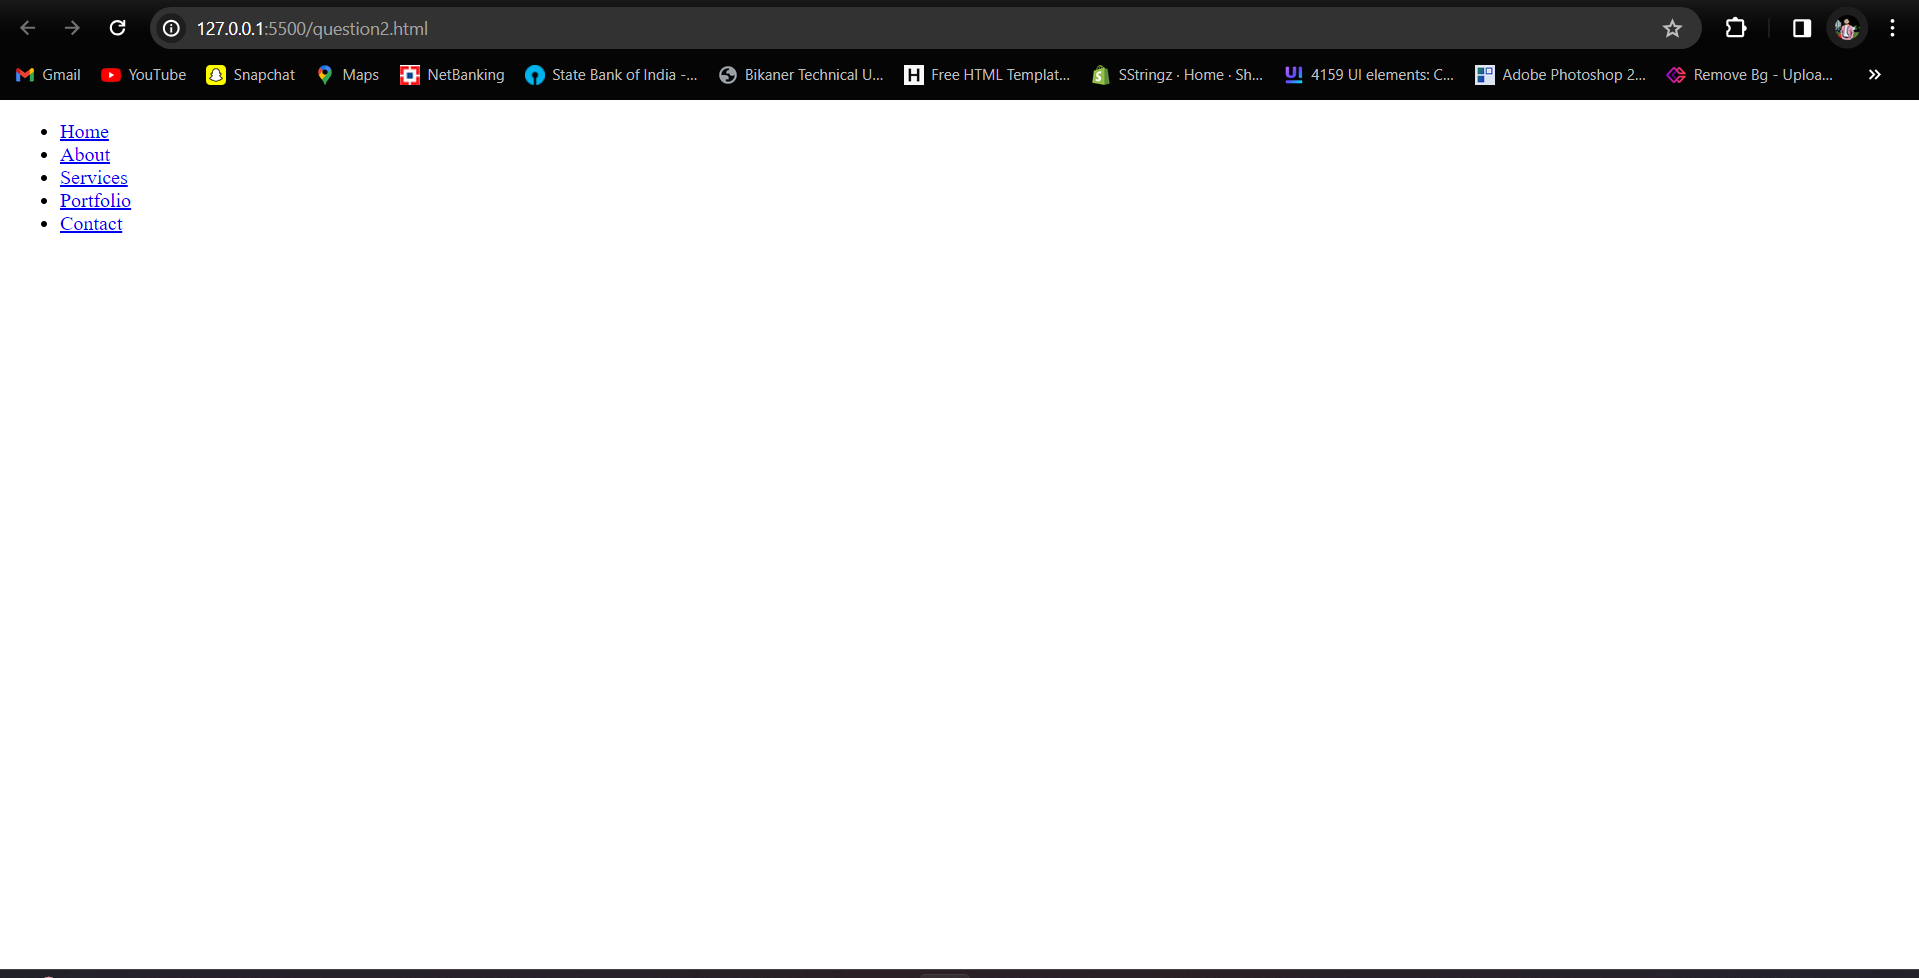 127.0.0.1:5500/question2.html
Gmail YouTube Snapchat Maps NetBanking State Bank of India -... Bikaner Technical U... H Free HTML Templat... SStringz · Home · Sh... UI 4159 UI elements: C... Adobe Photoshop 2... Remove Bg - Uploa...
Home
About
Services
Portfolio
Contact